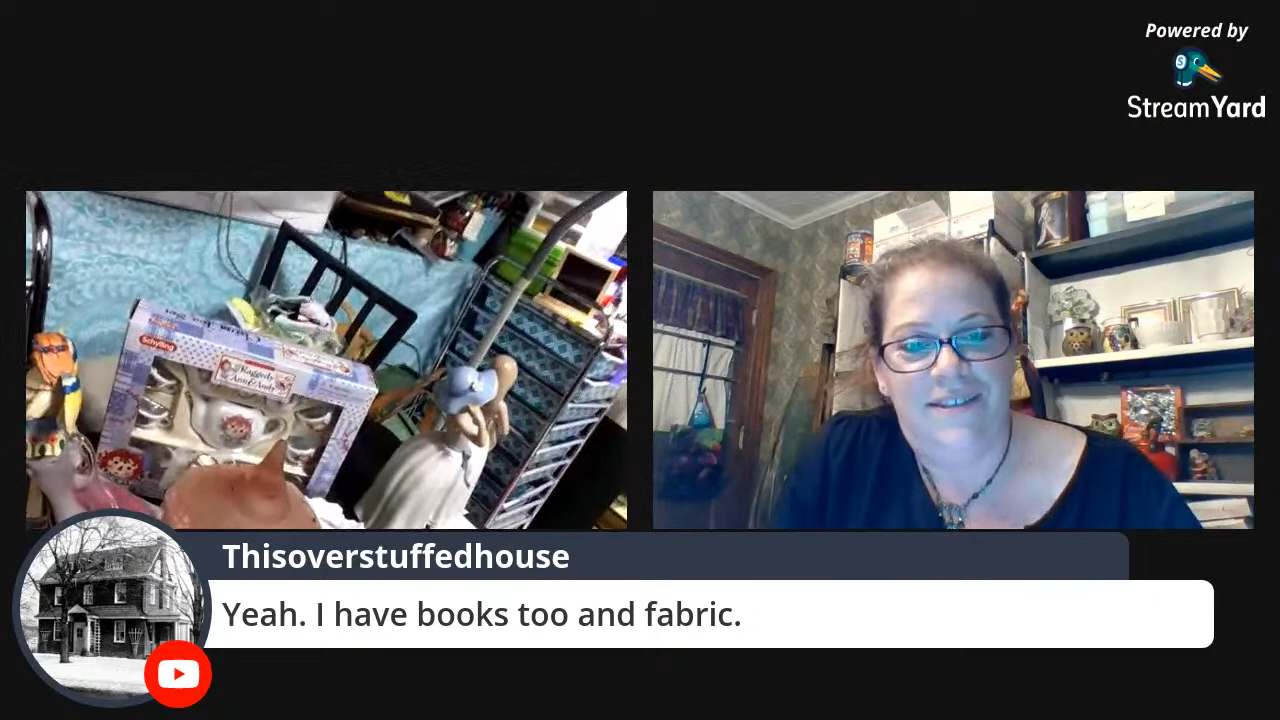 Powered by
StreamYard
Schylling
Raggedy
Ann & Andy
Thisoverstuffedhouse
Yeah. I have books too and fabric.